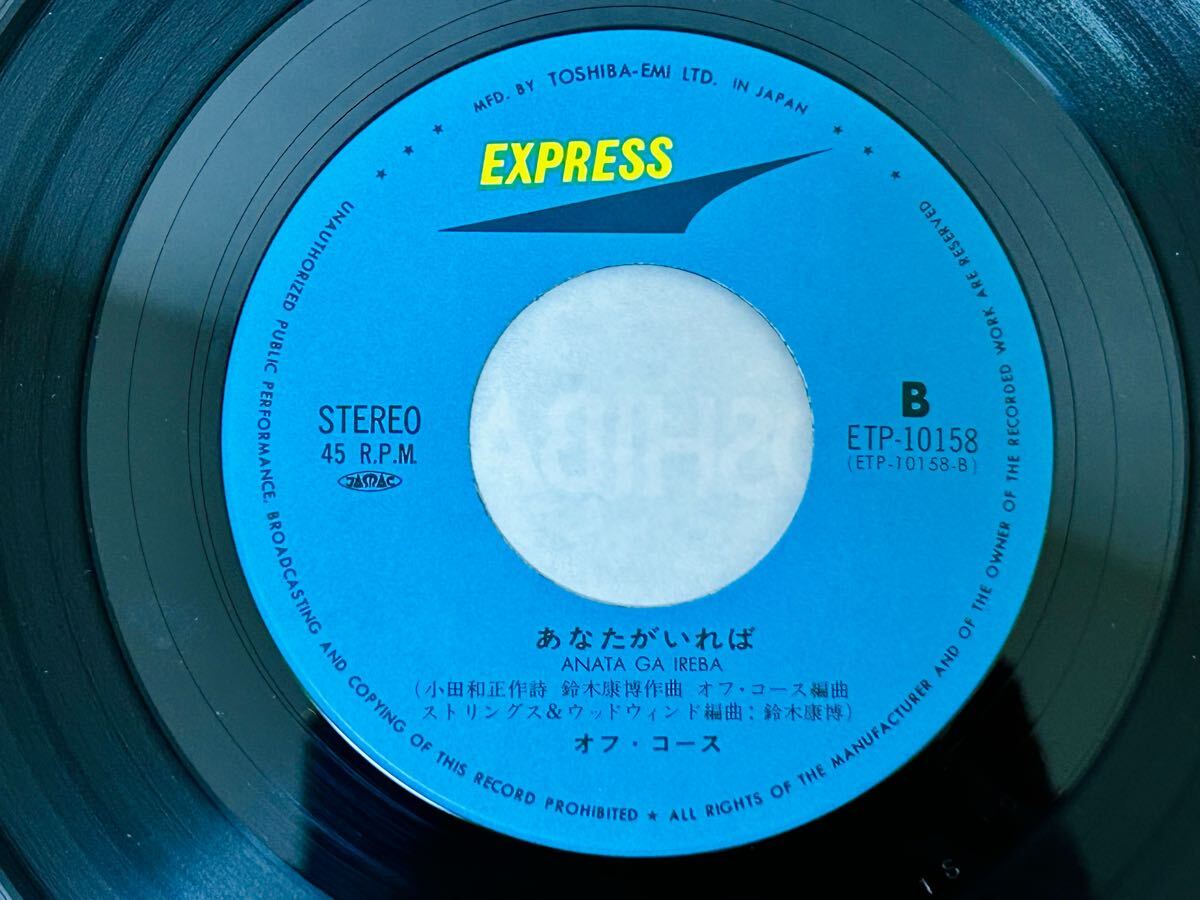 MFD. BY TOSHIBA-EMI LTD. IN JAPAN
EXPRESS
STEREO
45 R.P.M.
JASRAC
B
ETP-10158
(ETP-10158-B)
あなたがいれば
ANATA GA IREBA
(小田和正作詩 鈴木康博作曲 オフ・コース編曲
ストリングス&ウッドウィンド編曲:鈴木康博)
オフ・コース
UNAUTHORIZED PUBLIC PERFORMANCE, BROADCASTING AND COPYING OF THIS RECORD PROHIBITED ★ ALL RIGHTS OF THE MANUFACTURER AND OF THE OWNER OF THE RECORDED WORK ARE RESERVED